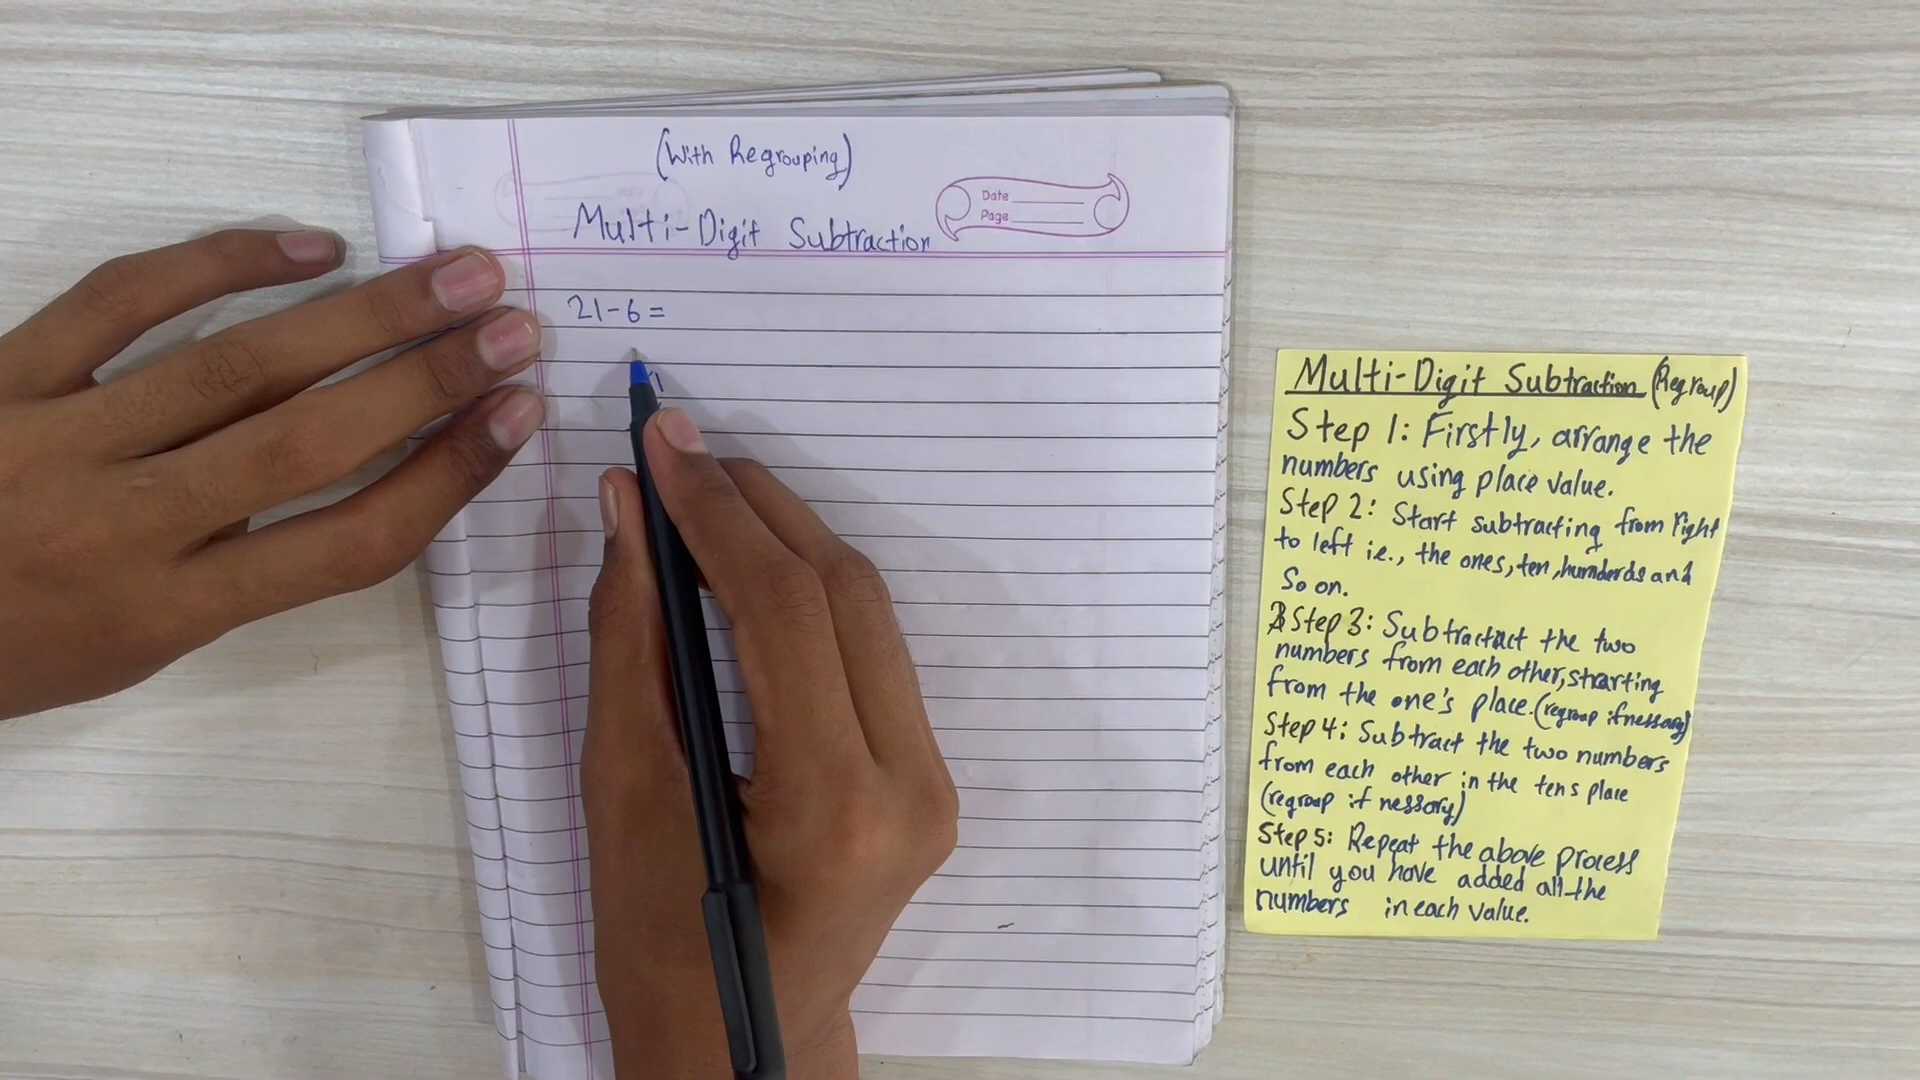 (With Regrouping)
Date
Page
Multi-Digit Subtraction
21-6=
1
Multi-Digit Subtraction (Regroup)
Step 1: Firstly, arrange the
numbers using place value.
Step 2: Start subtracting from right
to left i.e., the ones, ten, hunderds and
So on.
Step 3: Subtractact the two
numbers from each other, strarting
from the one's place. (regroup if nessary)
Step 4: Subtract the two numbers
from each other in the tens place
(regroup if nessory)
Step 5: Repeat the above process
until you have added all the
numbers in each value.